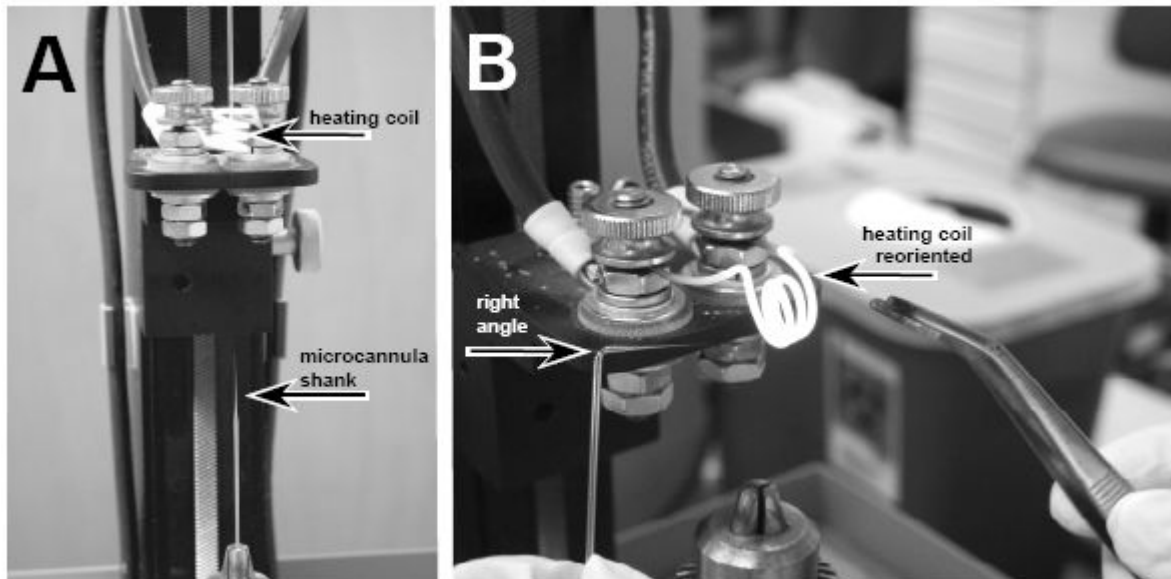 A
heating coil
microcannula
shank
B
heating coil
reoriented
right
angle